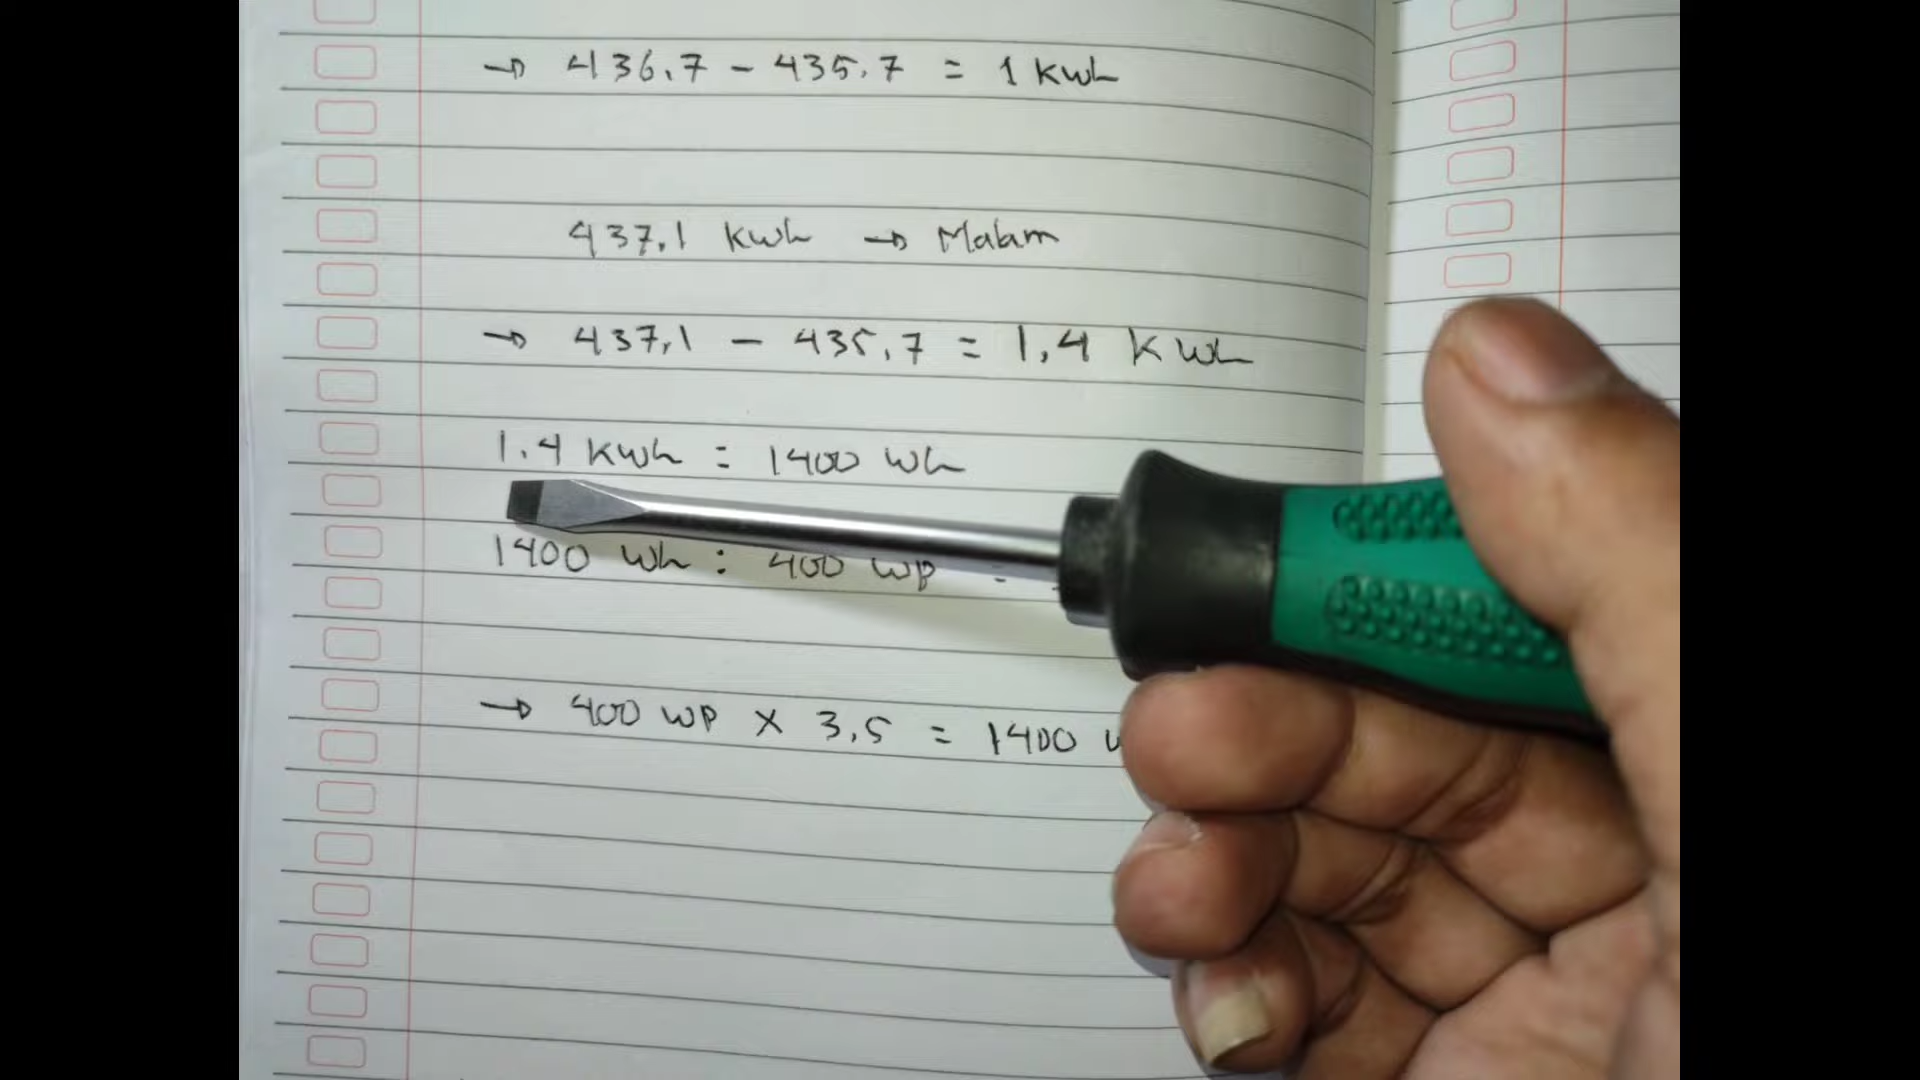 → 436.7 - 435.7 = 1 Kwh
437.1 Kwh → Malam
→ 437.1 - 435.7 = 1,4 Kwh
1.4 Kwh = 1400 Wh
1400 Wh : 400 WP =
→ 400 WP X 3,5 = 1400